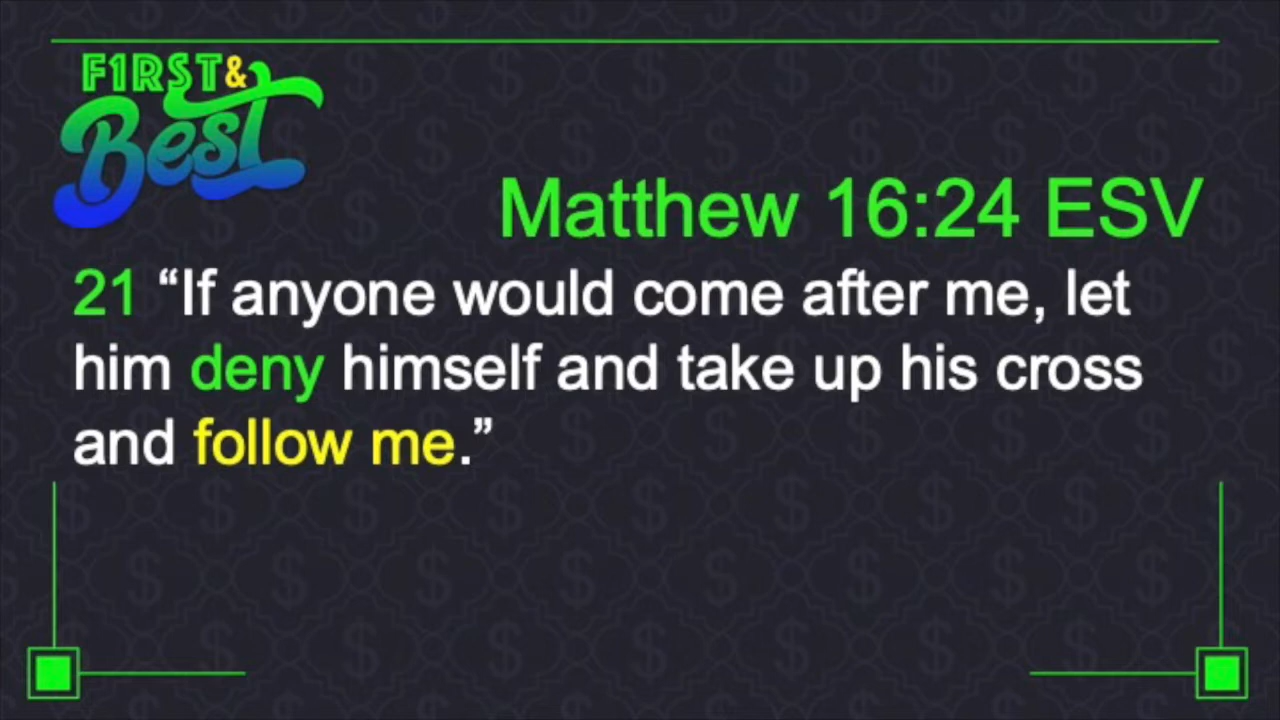 F1RST&
Best
Matthew 16:24 ESV
21 “If anyone would come after me, let
him deny himself and take up his cross
and follow me.”